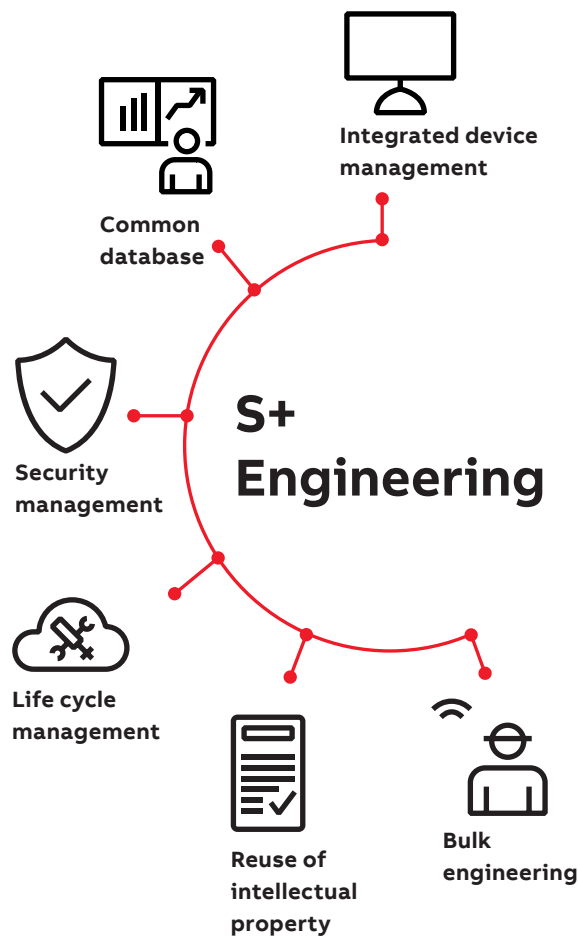 Integrated device
management
Common
database
S+
Engineering
Security
management
Life cycle
management
Reuse of
intellectual
property
Bulk
engineering